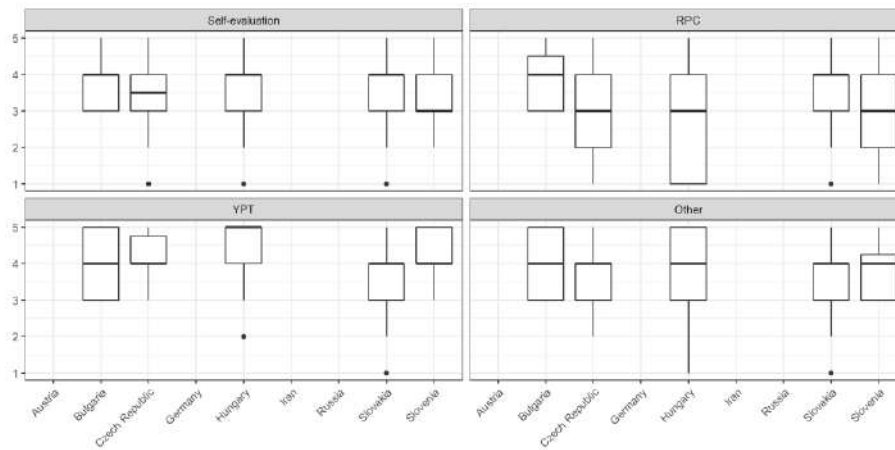 Self-evaluation
RPC
5
4
3
2
1
YPT
Other
5
4
3
2
1
Austria
Bulgaria
Czech Republic
Germany
Hungary
Iran
Russia
Slovakia
Slovenia
Austria
Bulgaria
Czech Republic
Germany
Hungary
Iran
Russia
Slovakia
Slovenia